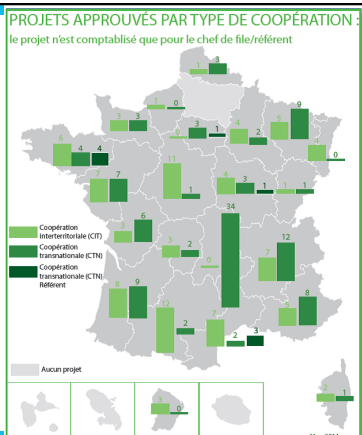 PROJETS APPROUVÉS PAR TYPE DE COOPÉRATION :
le projet n'est comptabilisé que pour le chef de file/référent
1 3
1 0
3 3
3 1
4 2
9
0
6 4 4
11 1
7 7
4 3 1
1 1
6
34
3 2
0
7 12
8 9
12 2
7 2 3
8
Coopération
interterritoriale (CIT)
Coopération
transnationale (CTN)
Coopération
transnationale (CTN)
Référent
Aucun projet
3 0
2 1